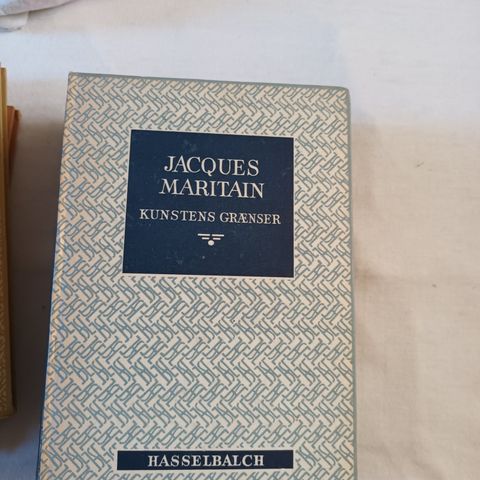 JACQUES
MARITAIN
KUNSTENS GRÆNSER
HASSELBALCH